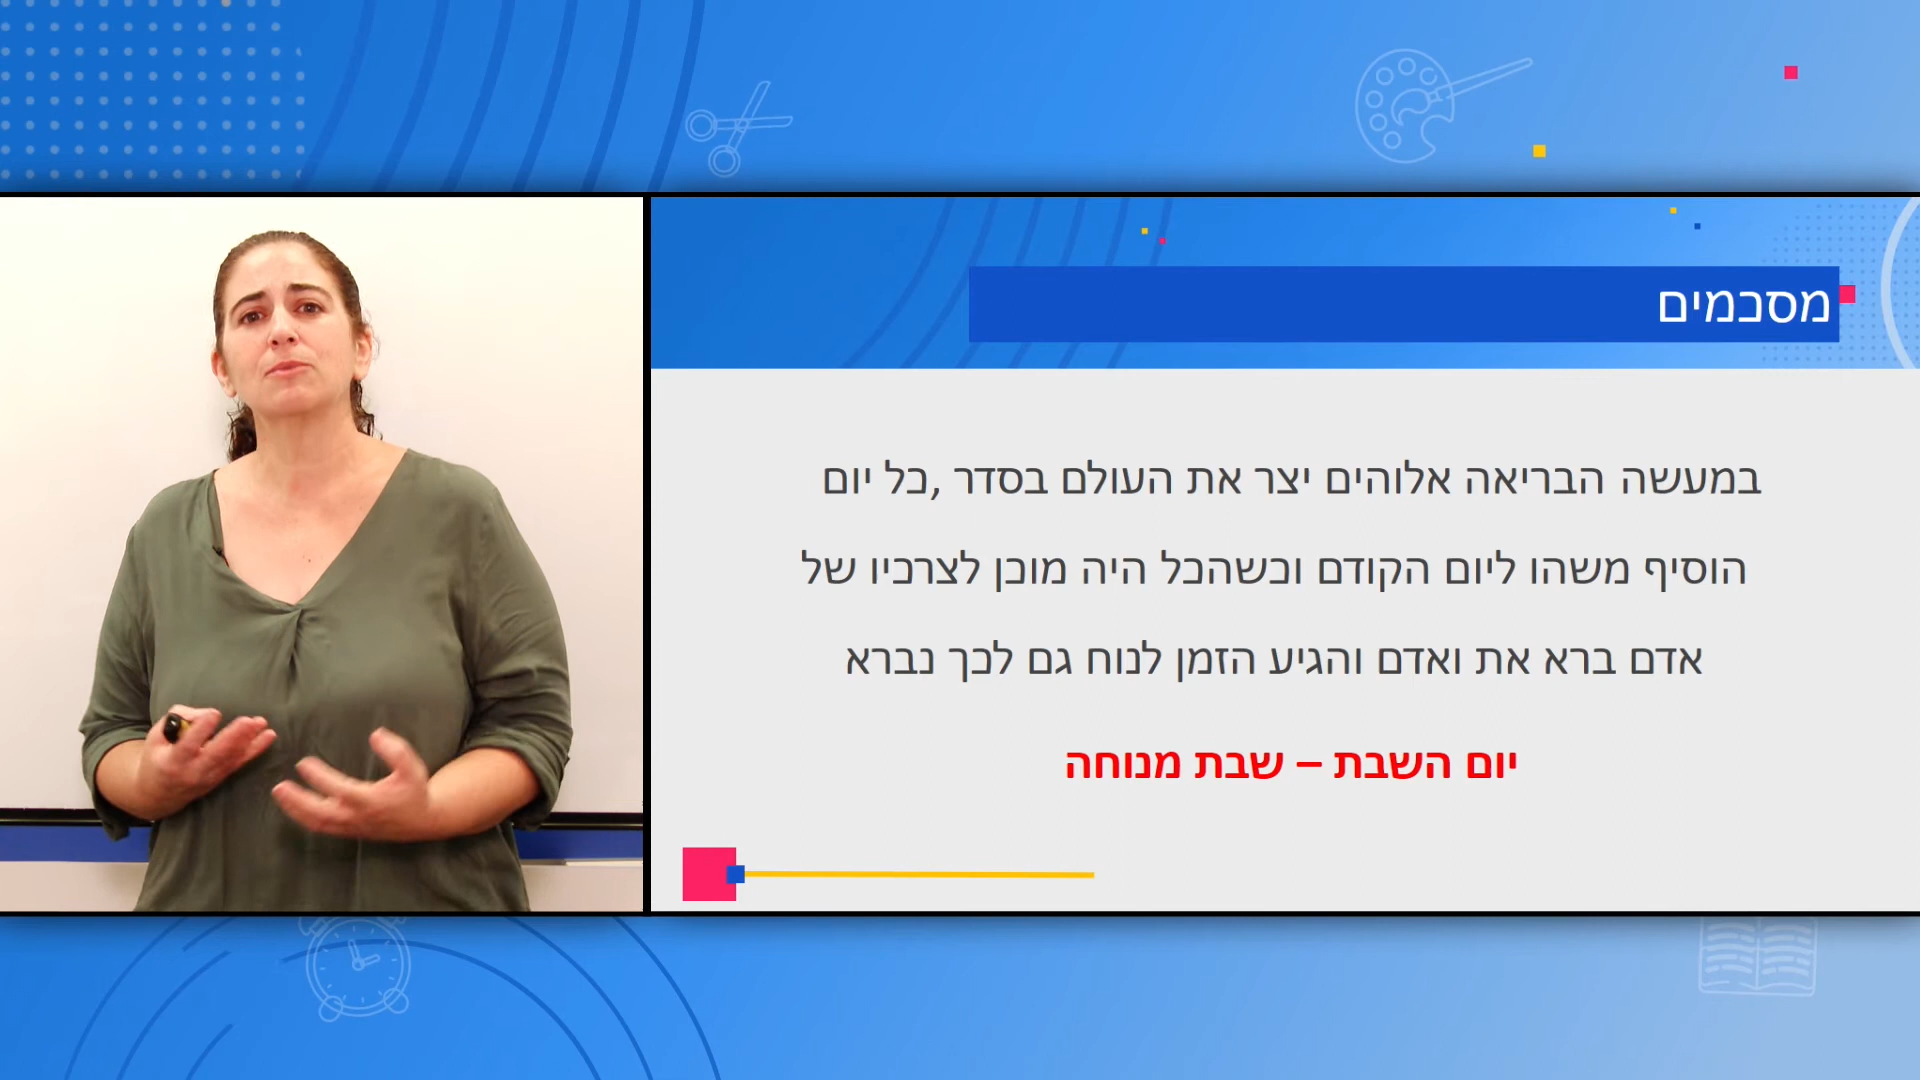 מסכמים
במעשה הבריאה אלוהים יצר את העולם בסדר ,כל יום
הוסיף משהו ליום הקודם וכשהכל היה מוכן לצרכיו של
אדם ברא את ואדם והגיע הזמן לנוח גם לכך נברא
יום השבת – שבת מנוחה